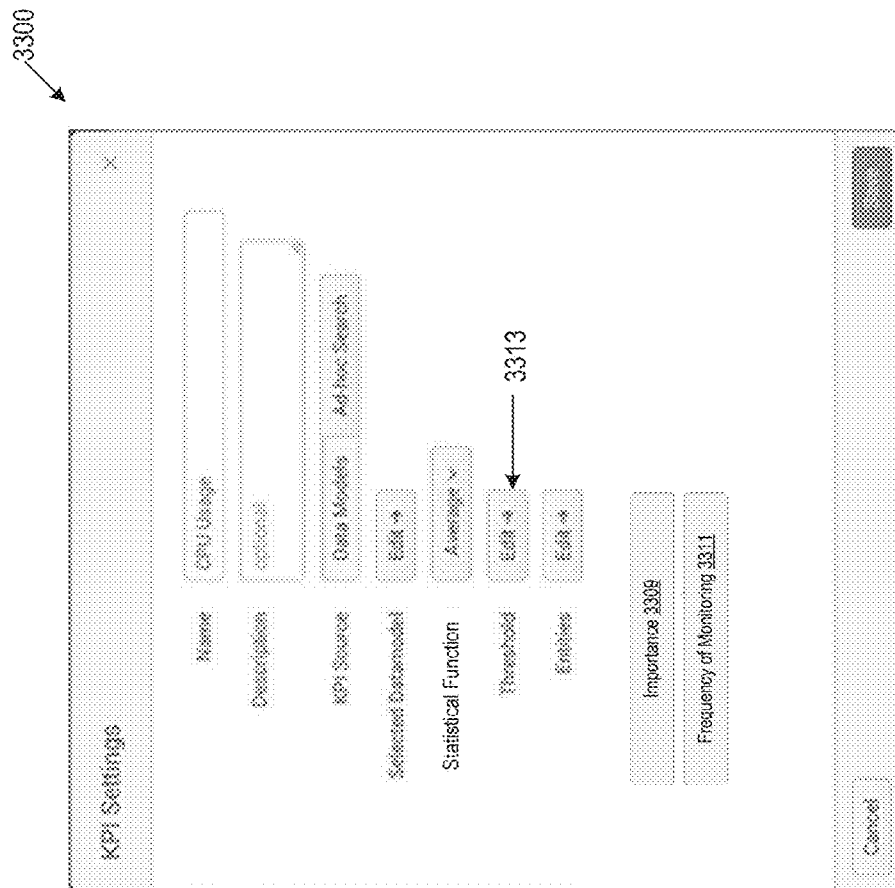 3300
KPI Settings ×
Name CPU Usage
Description optional
KPI Source Data Models Ad-hoc Search
Selected Datamodel Edit →
Statistical Function Average ∨
Threshold Edit → 3313
Entities Edit →
Importance 3309
Frequency of Monitoring 3311
Cancel